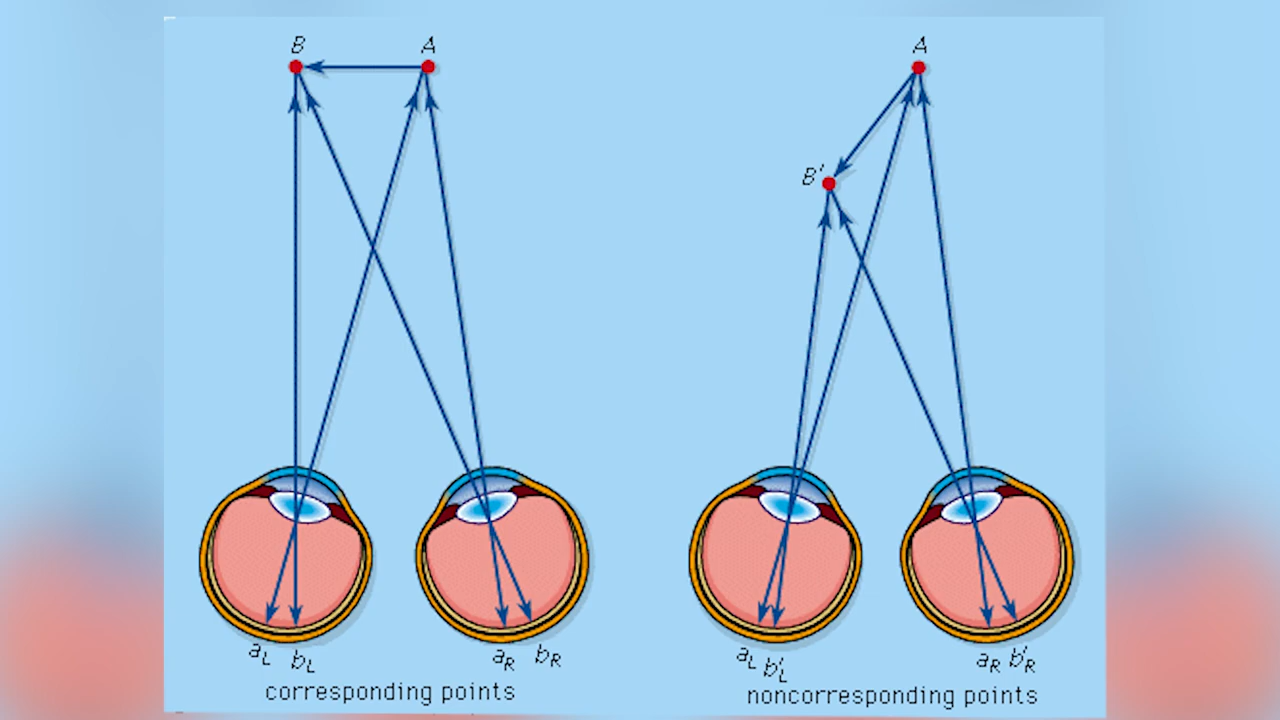 B A
A
B′
aL bL aR bR
corresponding points
aL b′L aR b′R
noncorresponding points